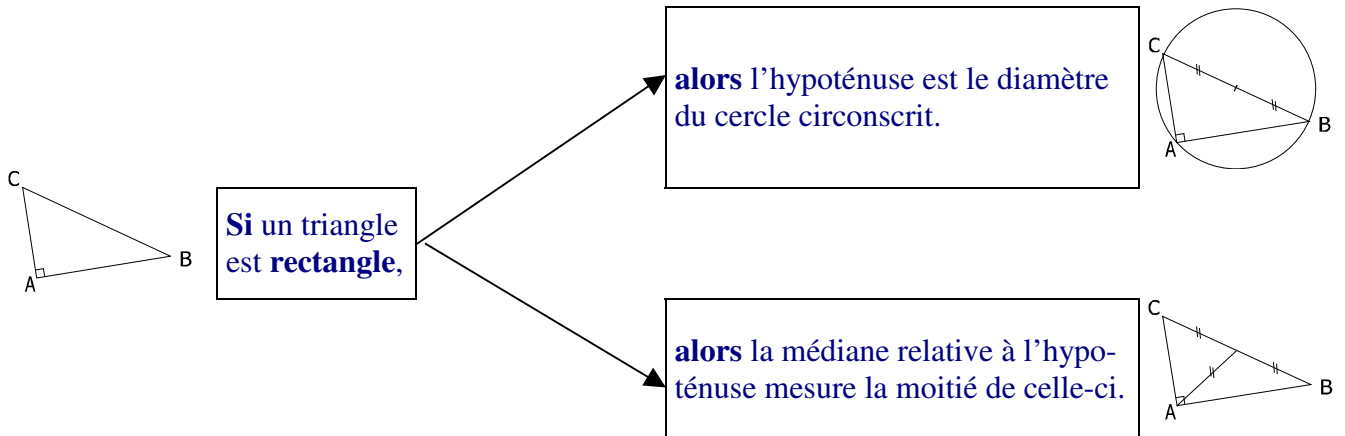 C
A
B
Si un triangle
est rectangle,
alors l’hypoténuse est le diamètre
du cercle circonscrit.
C
A
B
alors la médiane relative à l’hypo-
ténuse mesure la moitié de celle-ci.
C
A
B